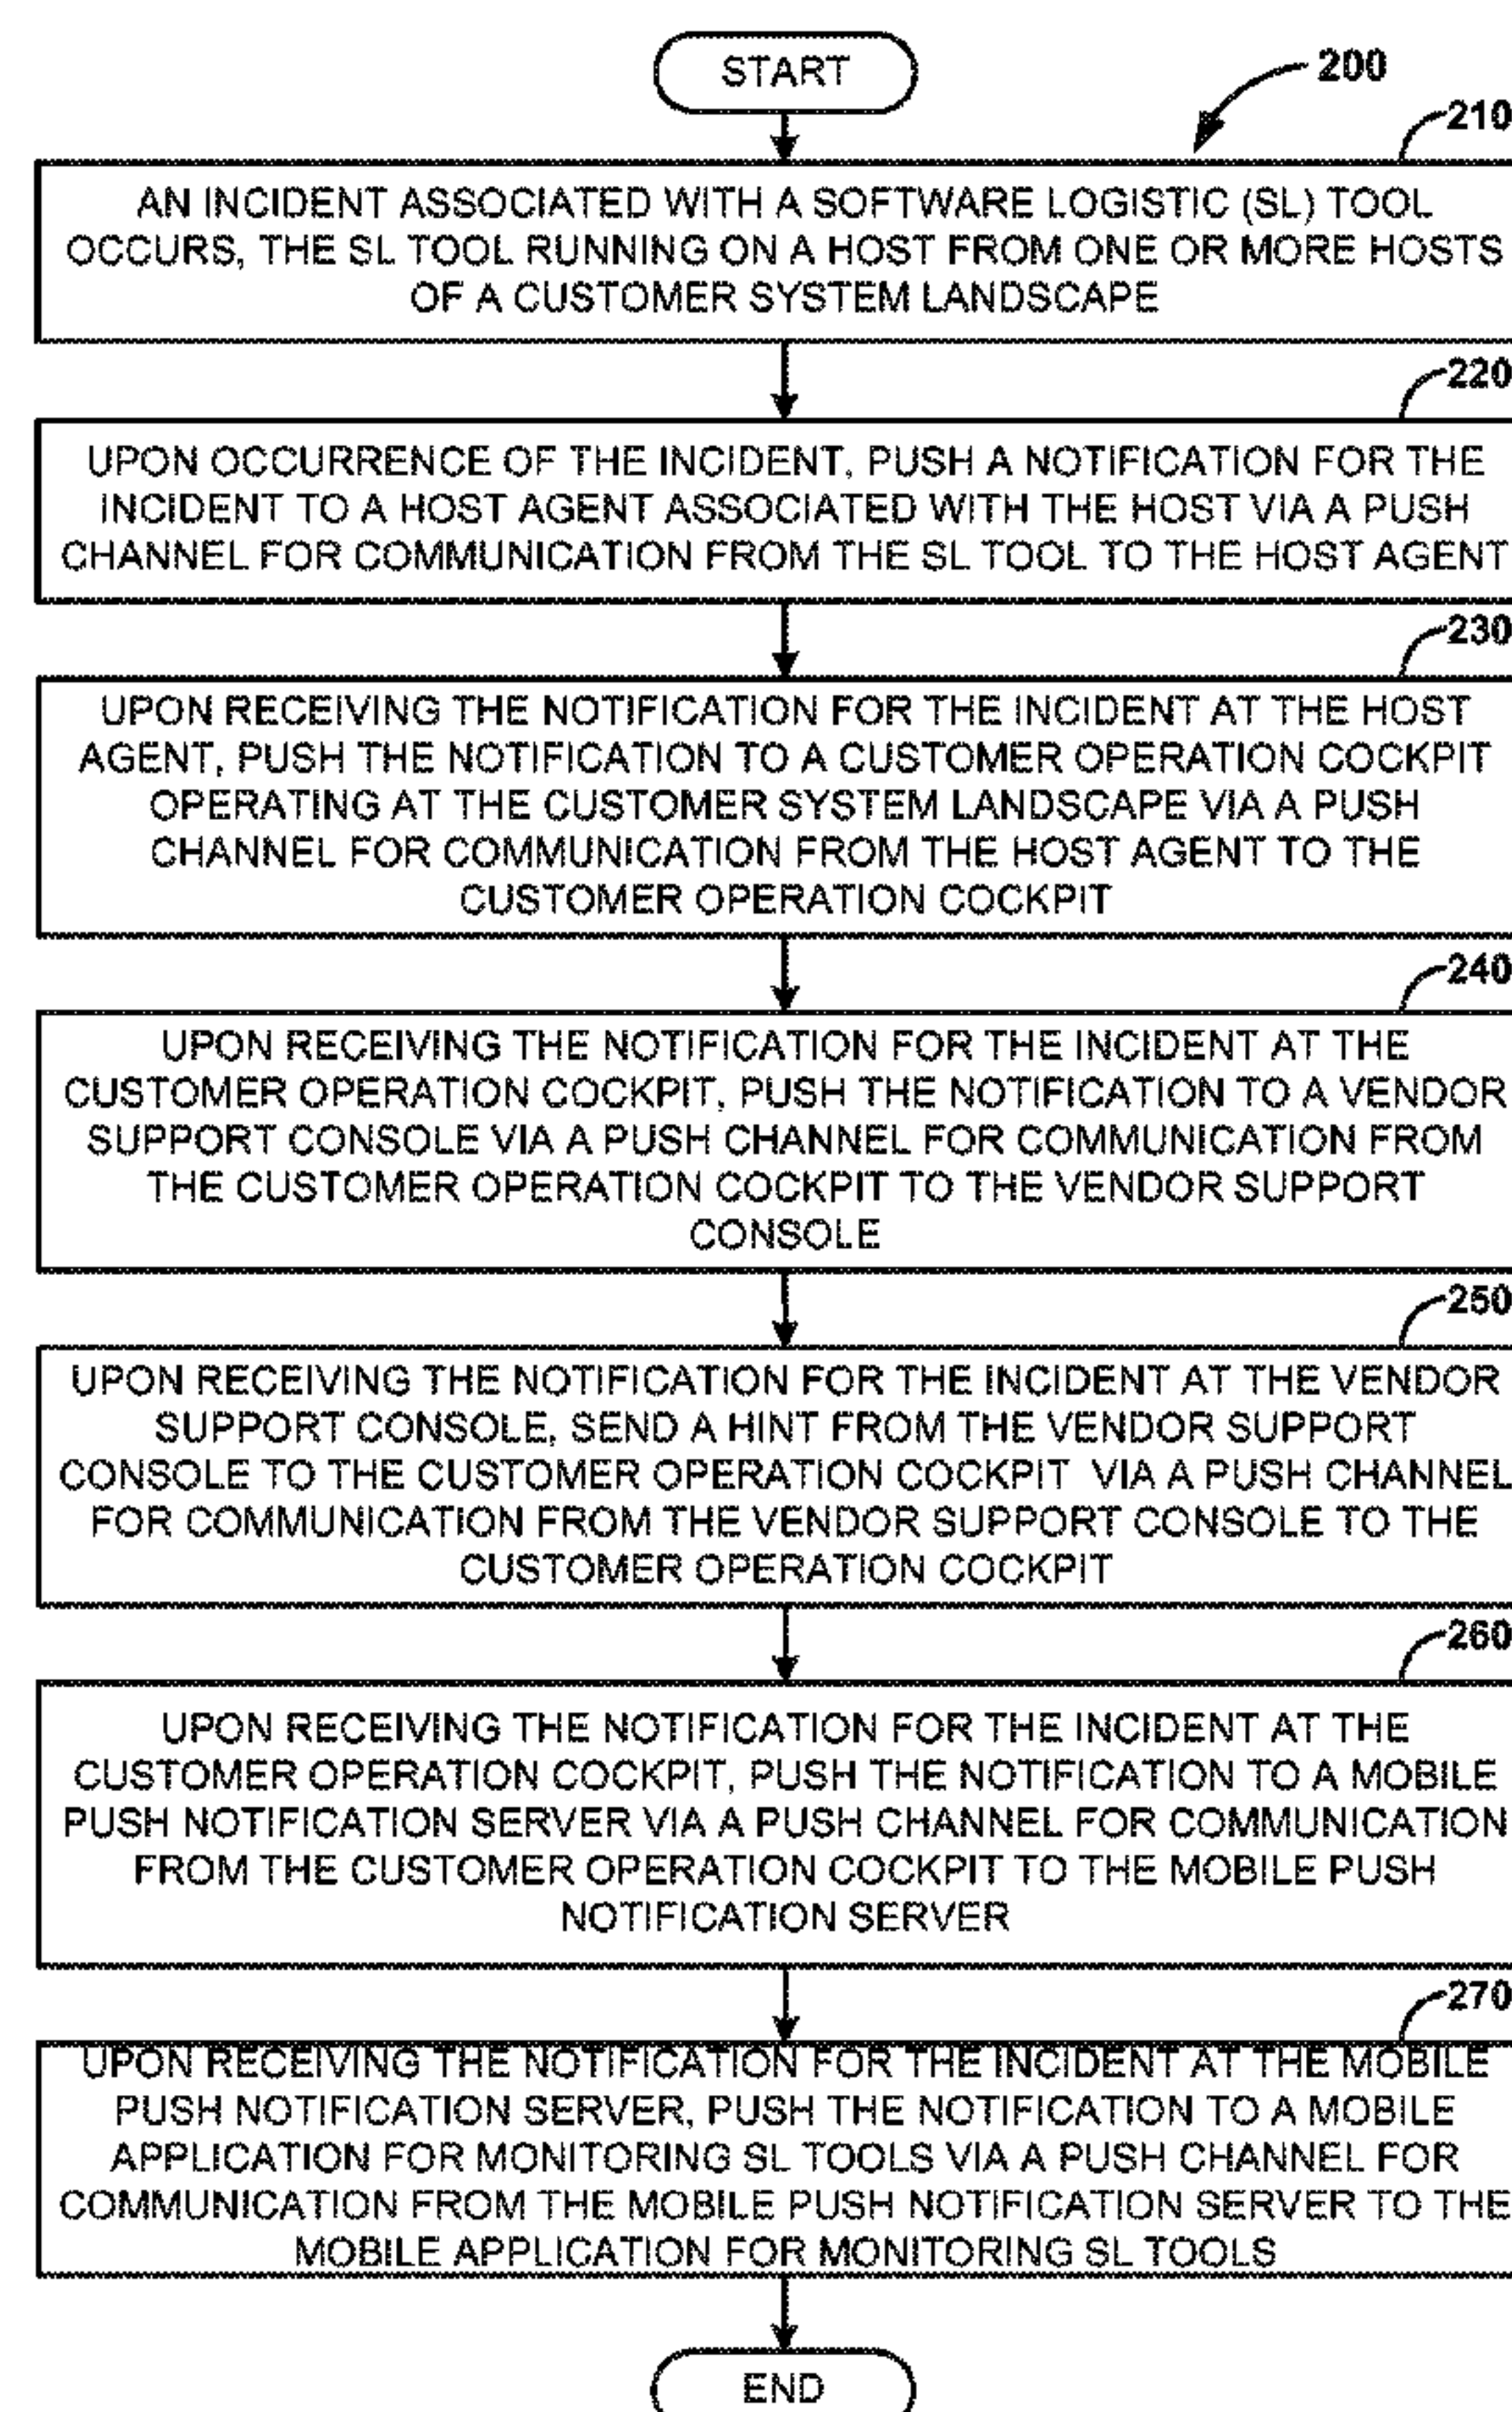 START
200
210
AN INCIDENT ASSOCIATED WITH A SOFTWARE LOGISTIC (SL) TOOL
OCCURS, THE SL TOOL RUNNING ON A HOST FROM ONE OR MORE HOSTS
OF A CUSTOMER SYSTEM LANDSCAPE
220
UPON OCCURRENCE OF THE INCIDENT, PUSH A NOTIFICATION FOR THE
INCIDENT TO A HOST AGENT ASSOCIATED WITH THE HOST VIA A PUSH
CHANNEL FOR COMMUNICATION FROM THE SL TOOL TO THE HOST AGENT
230
UPON RECEIVING THE NOTIFICATION FOR THE INCIDENT AT THE HOST
AGENT, PUSH THE NOTIFICATION TO A CUSTOMER OPERATION COCKPIT
OPERATING AT THE CUSTOMER SYSTEM LANDSCAPE VIA A PUSH
CHANNEL FOR COMMUNICATION FROM THE HOST AGENT TO THE
CUSTOMER OPERATION COCKPIT
240
UPON RECEIVING THE NOTIFICATION FOR THE INCIDENT AT THE
CUSTOMER OPERATION COCKPIT, PUSH THE NOTIFICATION TO A VENDOR
SUPPORT CONSOLE VIA A PUSH CHANNEL FOR COMMUNICATION FROM
THE CUSTOMER OPERATION COCKPIT TO THE VENDOR SUPPORT
CONSOLE
250
UPON RECEIVING THE NOTIFICATION FOR THE INCIDENT AT THE VENDOR
SUPPORT CONSOLE, SEND A HINT FROM THE VENDOR SUPPORT
CONSOLE TO THE CUSTOMER OPERATION COCKPIT VIA A PUSH CHANNEL
FOR COMMUNICATION FROM THE VENDOR SUPPORT CONSOLE TO THE
CUSTOMER OPERATION COCKPIT
260
UPON RECEIVING THE NOTIFICATION FOR THE INCIDENT AT THE
CUSTOMER OPERATION COCKPIT, PUSH THE NOTIFICATION TO A MOBILE
PUSH NOTIFICATION SERVER VIA A PUSH CHANNEL FOR COMMUNICATION
FROM THE CUSTOMER OPERATION COCKPIT TO THE MOBILE PUSH
NOTIFICATION SERVER
270
UPON RECEIVING THE NOTIFICATION FOR THE INCIDENT AT THE MOBILE
PUSH NOTIFICATION SERVER, PUSH THE NOTIFICATION TO A MOBILE
APPLICATION FOR MONITORING SL TOOLS VIA A PUSH CHANNEL FOR
COMMUNICATION FROM THE MOBILE PUSH NOTIFICATION SERVER TO THE
MOBILE APPLICATION FOR MONITORING SL TOOLS
END